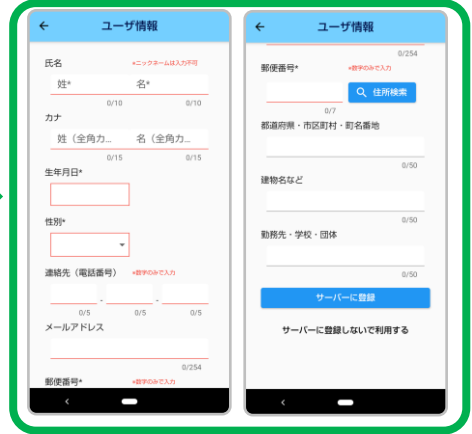 ユーザ情報
氏名 *ニックネームは入力不可
姓* 名*
0/10 0/10
カナ
姓（全角カ... 名（全角カ...
0/15 0/15
生年月日*
性別*
連絡先（電話番号） *数字のみで入力
- -
0/5 0/5 0/5
メールアドレス
0/254
郵便番号* *数字のみで入力
ユーザ情報
0/254
郵便番号* *数字のみで入力
住所検索
0/7
都道府県・市区町村・町名番地
0/50
建物名など
0/50
勤務先・学校・団体
0/50
サーバーに登録
サーバーに登録しないで利用する